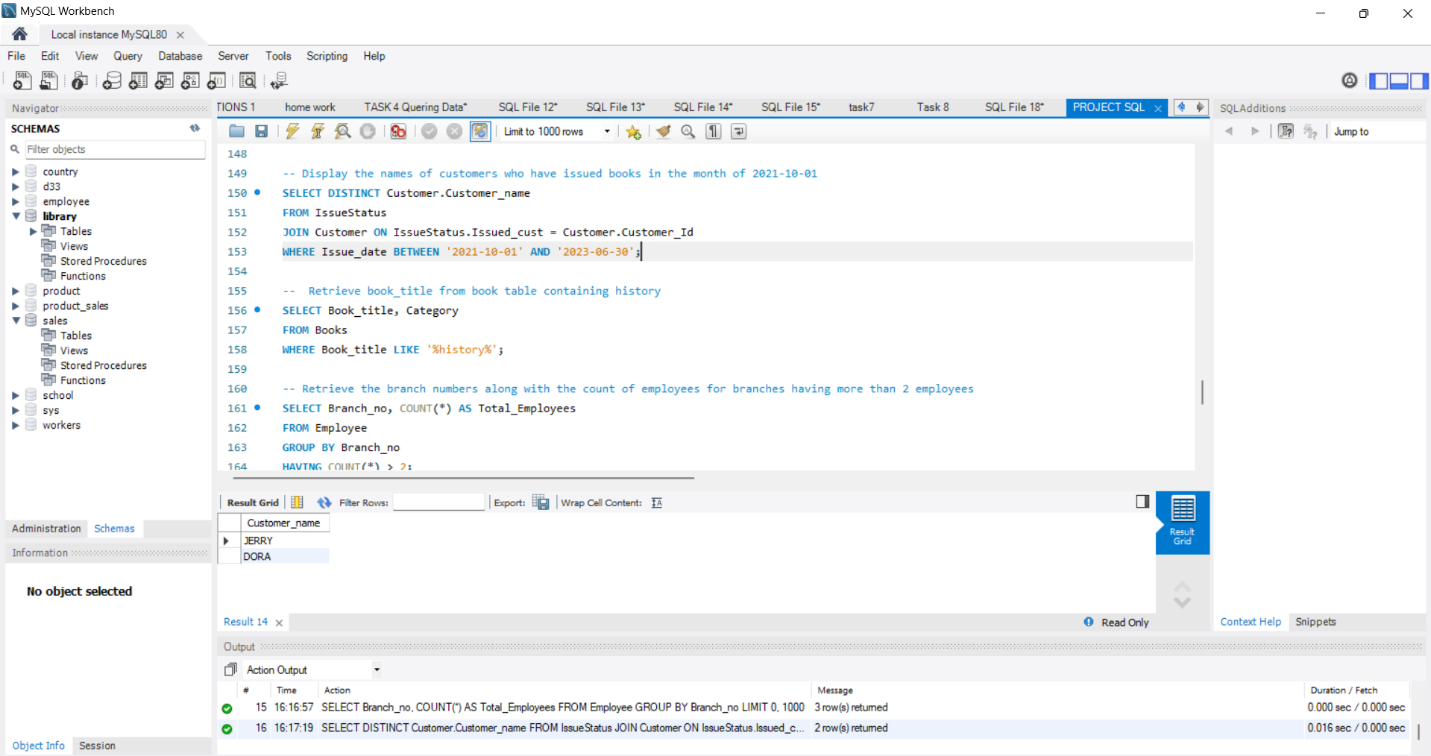 MySQL Workbench
Local instance MySQL80
File Edit View Query Database Server Tools Scripting Help
Navigator
SCHEMAS
Filter objects
country
d33
employee
library
Tables
Views
Stored Procedures
Functions
product
product_sales
sales
Tables
Views
Stored Procedures
Functions
school
sys
workers
Administration Schemas
Information
No object selected
Object Info Session
TIONS 1 home work TASK 4 Quering Data* SQL File 12* SQL File 13* SQL File 14* SQL File 15* task7 Task 8 SQL File 18* PROJECT SQL
Limit to 1000 rows
148
149 -- Display the names of customers who have issued books in the month of 2021-10-01
150 SELECT DISTINCT Customer.Customer_name
151 FROM IssueStatus
152 JOIN Customer ON IssueStatus.Issued_cust = Customer.Customer_Id
153 WHERE Issue_date BETWEEN '2021-10-01' AND '2023-06-30';
154
155 -- Retrieve book_title from book table containing history
156 SELECT Book_title, Category
157 FROM Books
158 WHERE Book_title LIKE '%history%';
159
160 -- Retrieve the branch numbers along with the count of employees for branches having more than 2 employees
161 SELECT Branch_no, COUNT(*) AS Total_Employees
162 FROM Employee
163 GROUP BY Branch_no
164 HAVING COUNT(*) > 2;
Result Grid Filter Rows: Export: Wrap Cell Content:
Customer_name
JERRY
DORA
Result Grid
Result 14
Read Only
SQLAdditions
Jump to
Context Help Snippets
Output
Action Output
# Time Action Message Duration / Fetch
15 16:16:57 SELECT Branch_no, COUNT(*) AS Total_Employees FROM Employee GROUP BY Branch_no LIMIT 0, 1000 3 row(s) returned 0.000 sec / 0.000 sec
16 16:17:19 SELECT DISTINCT Customer.Customer_name FROM IssueStatus JOIN Customer ON IssueStatus.Issued_c... 2 row(s) returned 0.016 sec / 0.000 sec